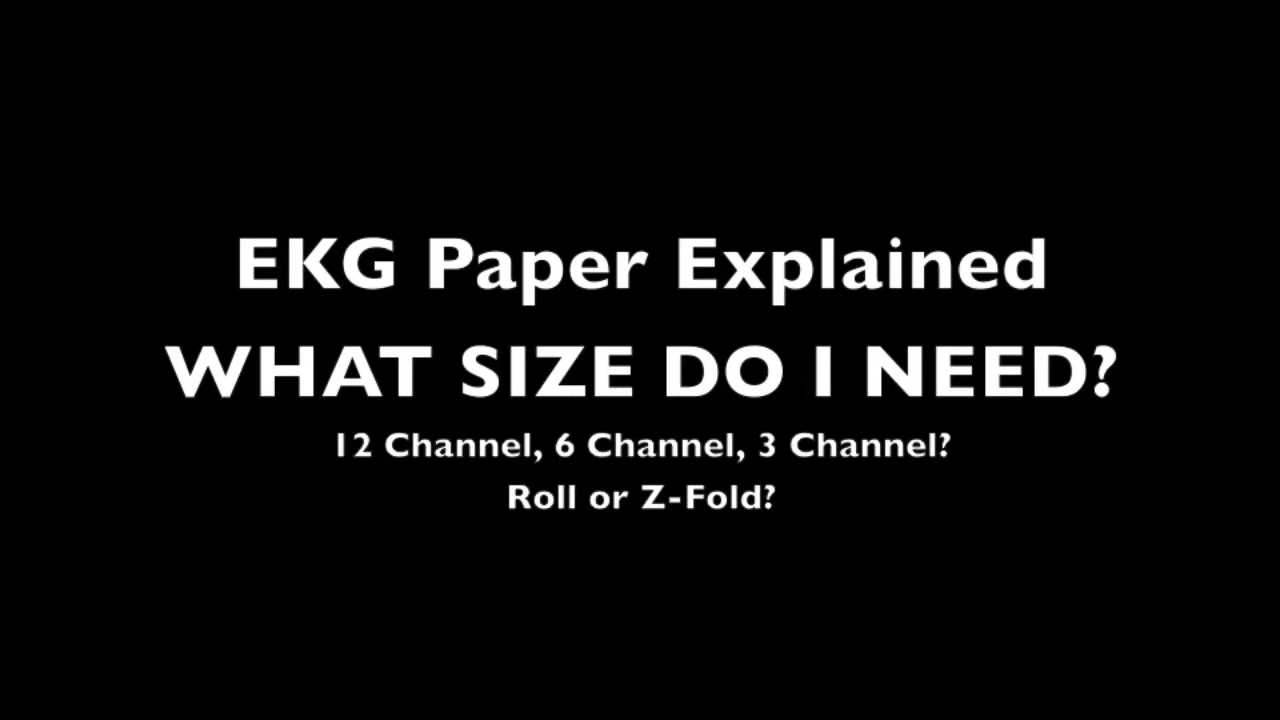 EKG Paper Explained
WHAT SIZE DO I NEED?
12 Channel, 6 Channel, 3 Channel?
Roll or Z-Fold?